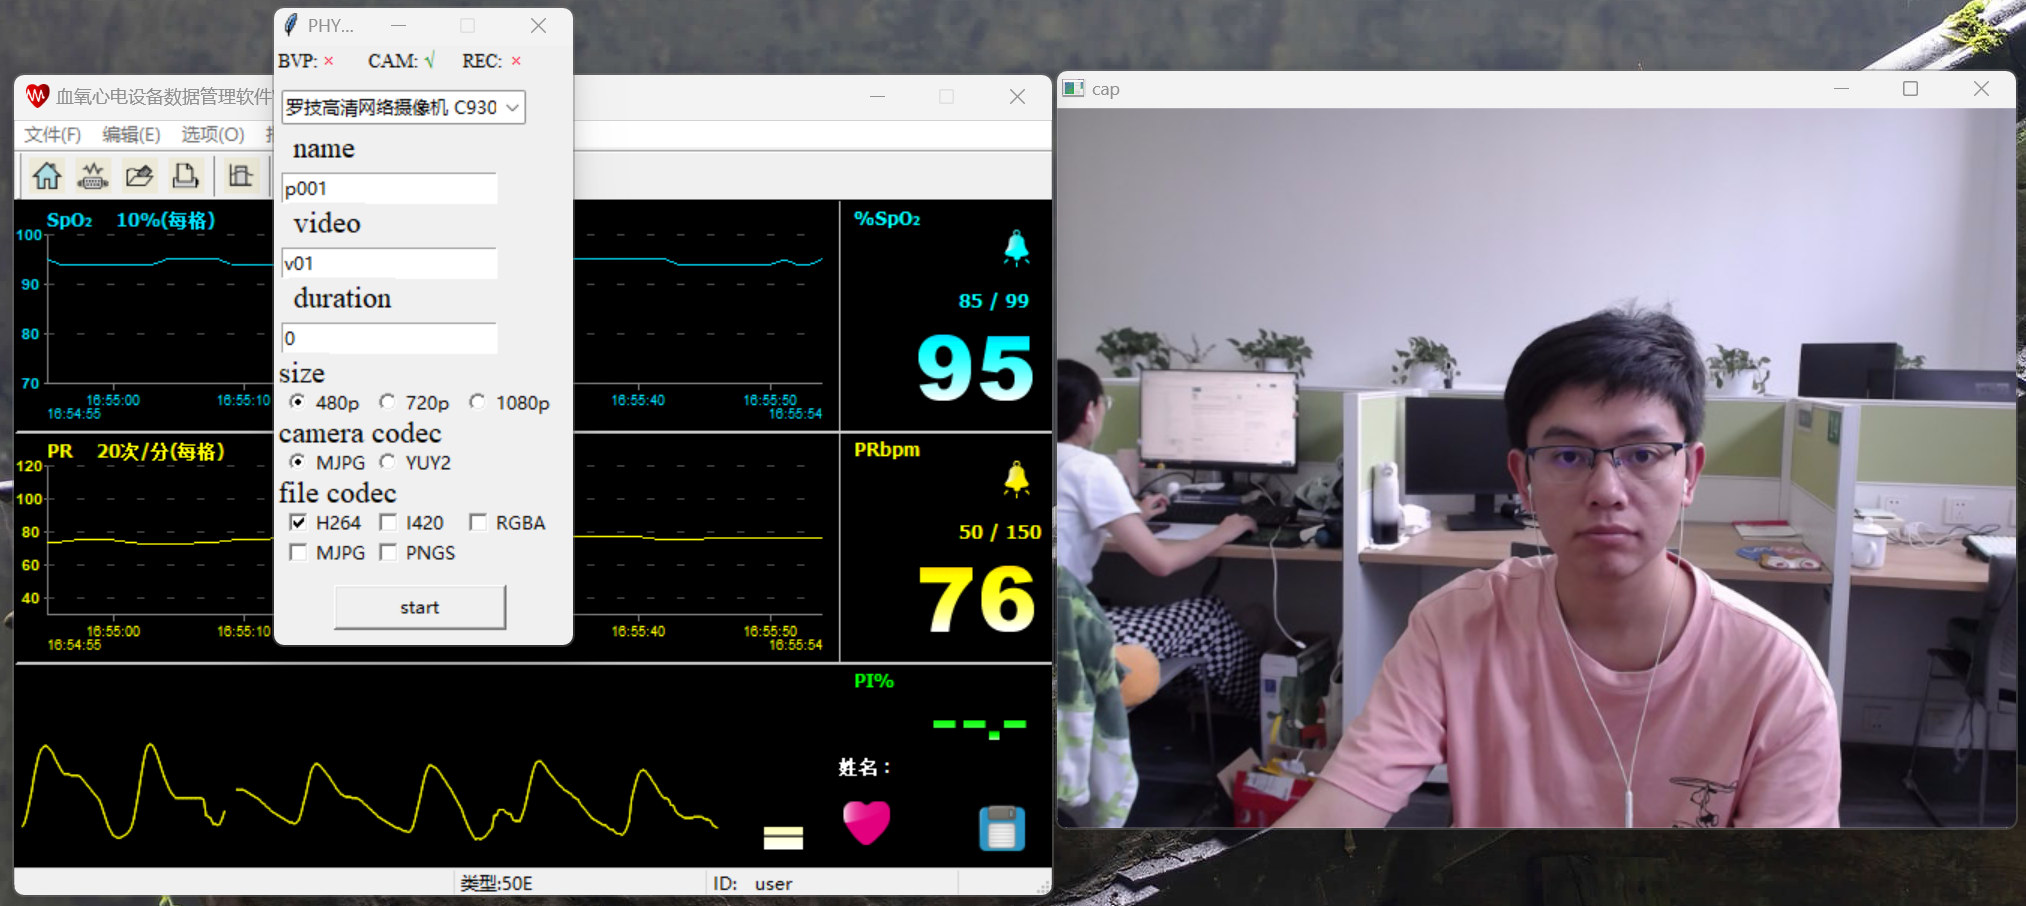 PHY...
BVP: × CAM: √ REC: ×
罗技高清网络摄像机 C930
name
p001
video
v01
duration
0
size
480p 720p 1080p
camera codec
MJPG YUY2
file codec
H264 I420 RGBA
MJPG PNGS
start
血氧心电设备数据管理软件
文件(F) 编辑(E) 选项(O)
SpO₂ 10%(每格)
100
90
80
70
16:55:00 16:55:10 16:55:40 16:55:50
16:54:55 16:55:54
%SpO₂
85 / 99
95
PR 20次/分(每格)
120
100
80
60
40
16:55:00 16:55:10 16:55:40 16:55:50
16:54:55 16:55:54
PRbpm
50 / 150
76
PI%
--.-
姓名：
类型:50E ID: user
cap